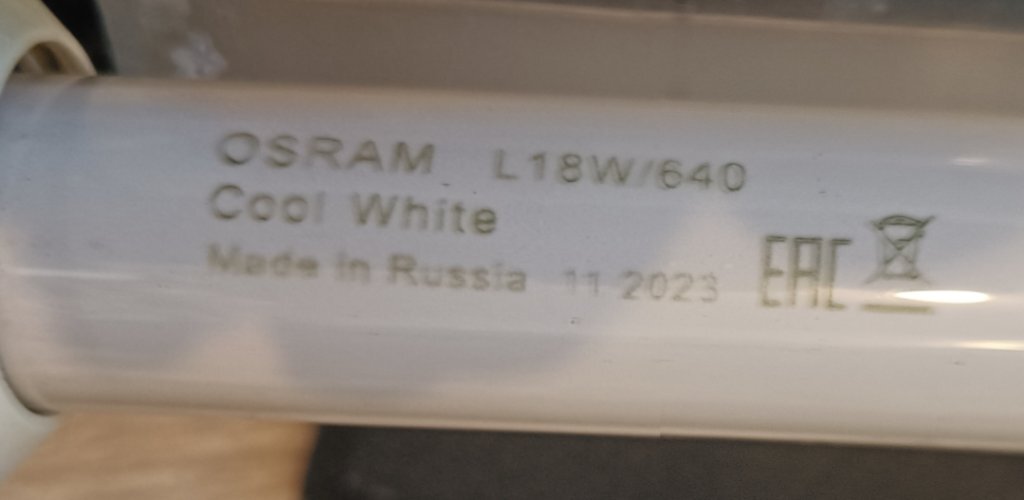 OSRAM L18W/640
Cool White
Made in Russia 11 2023
EAC